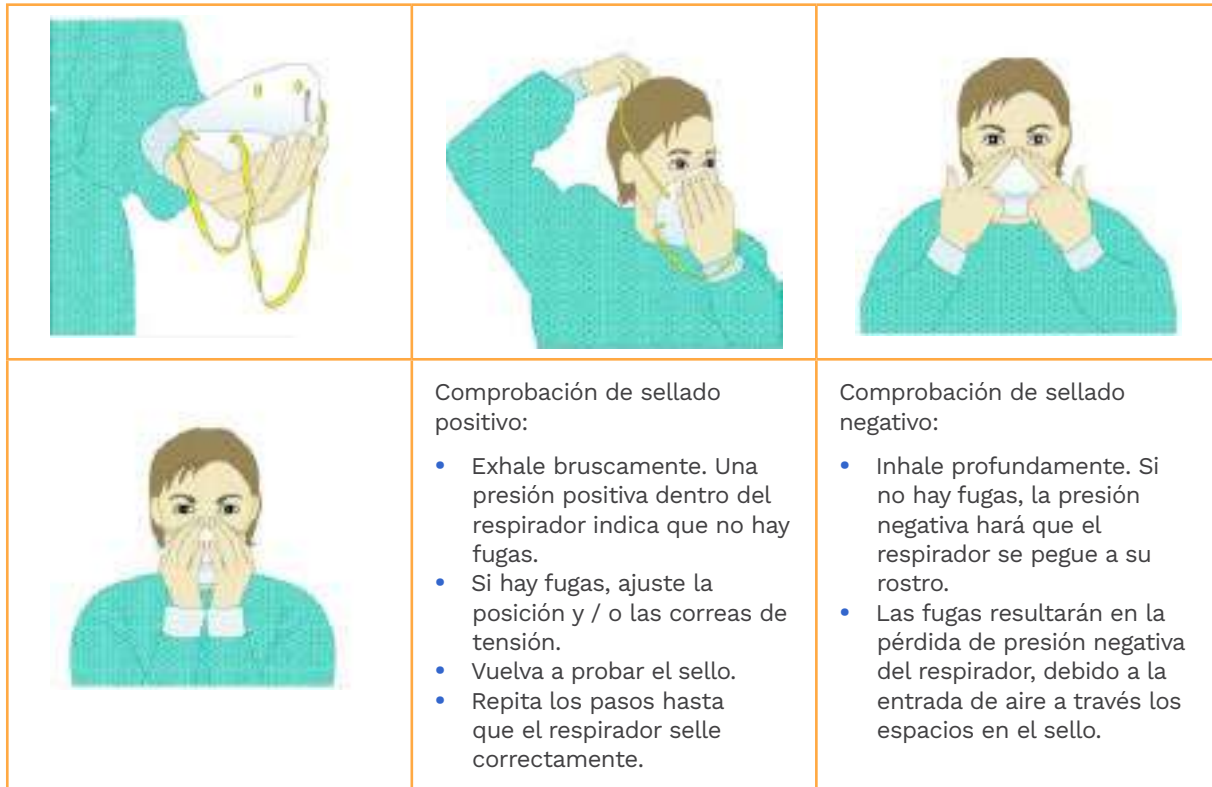 Comprobación de sellado
positivo:
• Exhale bruscamente. Una
presión positiva dentro del
respirador indica que no hay
fugas.
• Si hay fugas, ajuste la
posición y / o las correas de
tensión.
• Vuelva a probar el sello.
• Repita los pasos hasta
que el respirador selle
correctamente.
Comprobación de sellado
negativo:
• Inhale profundamente. Si
no hay fugas, la presión
negativa hará que el
respirador se pegue a su
rostro.
• Las fugas resultarán en la
pérdida de presión negativa
del respirador, debido a la
entrada de aire a través los
espacios en el sello.